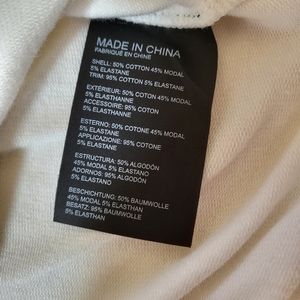 MADE IN CHINA
FABRIQUÉ EN CHINE
SHELL: 50% COTTON 45% MODAL
5% ELASTANE
TRIM: 95% COTTON 5% ELASTANE
EXTERIEUR: 50% COTON 45% MODAL
5% ELASTHANNE
ACCESSOIRE: 95% COTON
5% ELASTHANNE
ESTERNO: 50% COTONE 45% MODAL
5% ELASTANE
APPLICAZIONE: 95% COTONE
5% ELASTANE
ESTRUCTURA: 50% ALGODÓN
45% MODAL 5% ELASTANO
ADORNOS: 95% ALGODÓN
5% ELASTANO
BESCHICHTUNG: 50% BAUMWOLLE
45% MODAL 5% ELASTHAN
BESATZ: 95% BAUMWOLLE
5% ELASTHAN